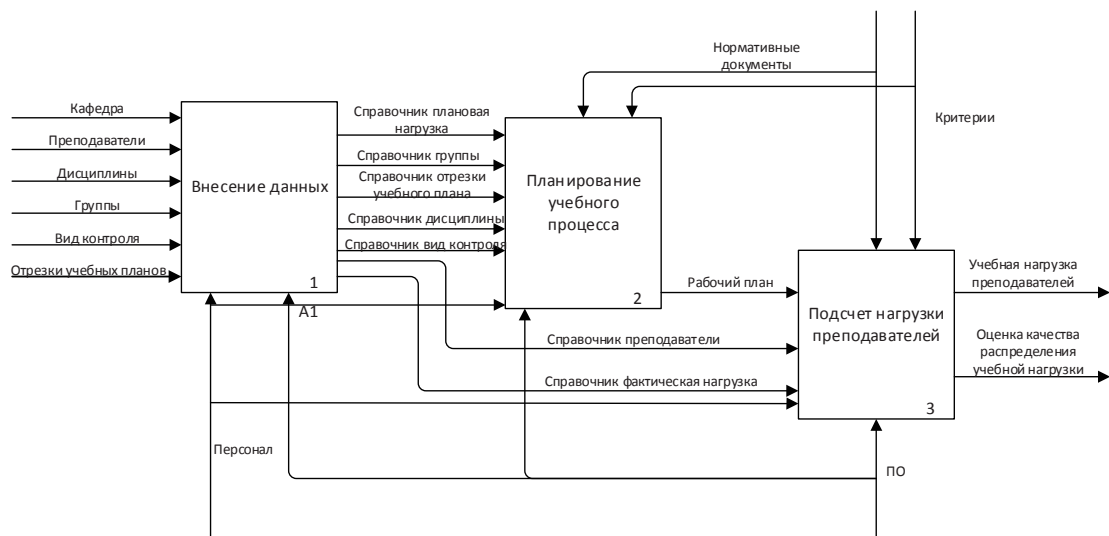 Нормативные
документы
Критерии
Кафедра
Преподаватели
Дисциплины
Группы
Вид контроля
Отрезки учебных планов
Внесение данных
1
А1
Справочник плановая
нагрузка
Справочник группы
Справочник отрезки
учебного плана
Справочник дисциплины
Справочник вид контроля
Планирование
учебного
процесса
2
Рабочий план
Справочник преподаватели
Справочник фактическая нагрузка
Подсчет нагрузки
преподавателей
3
Учебная нагрузка
преподавателей
Оценка качества
распределения
учебной нагрузки
Персонал
ПО